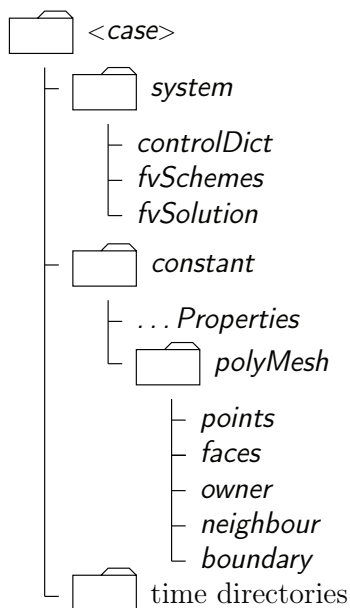 <case>
system
controlDict
fvSchemes
fvSolution
constant
...Properties
polyMesh
points
faces
owner
neighbour
boundary
time directories